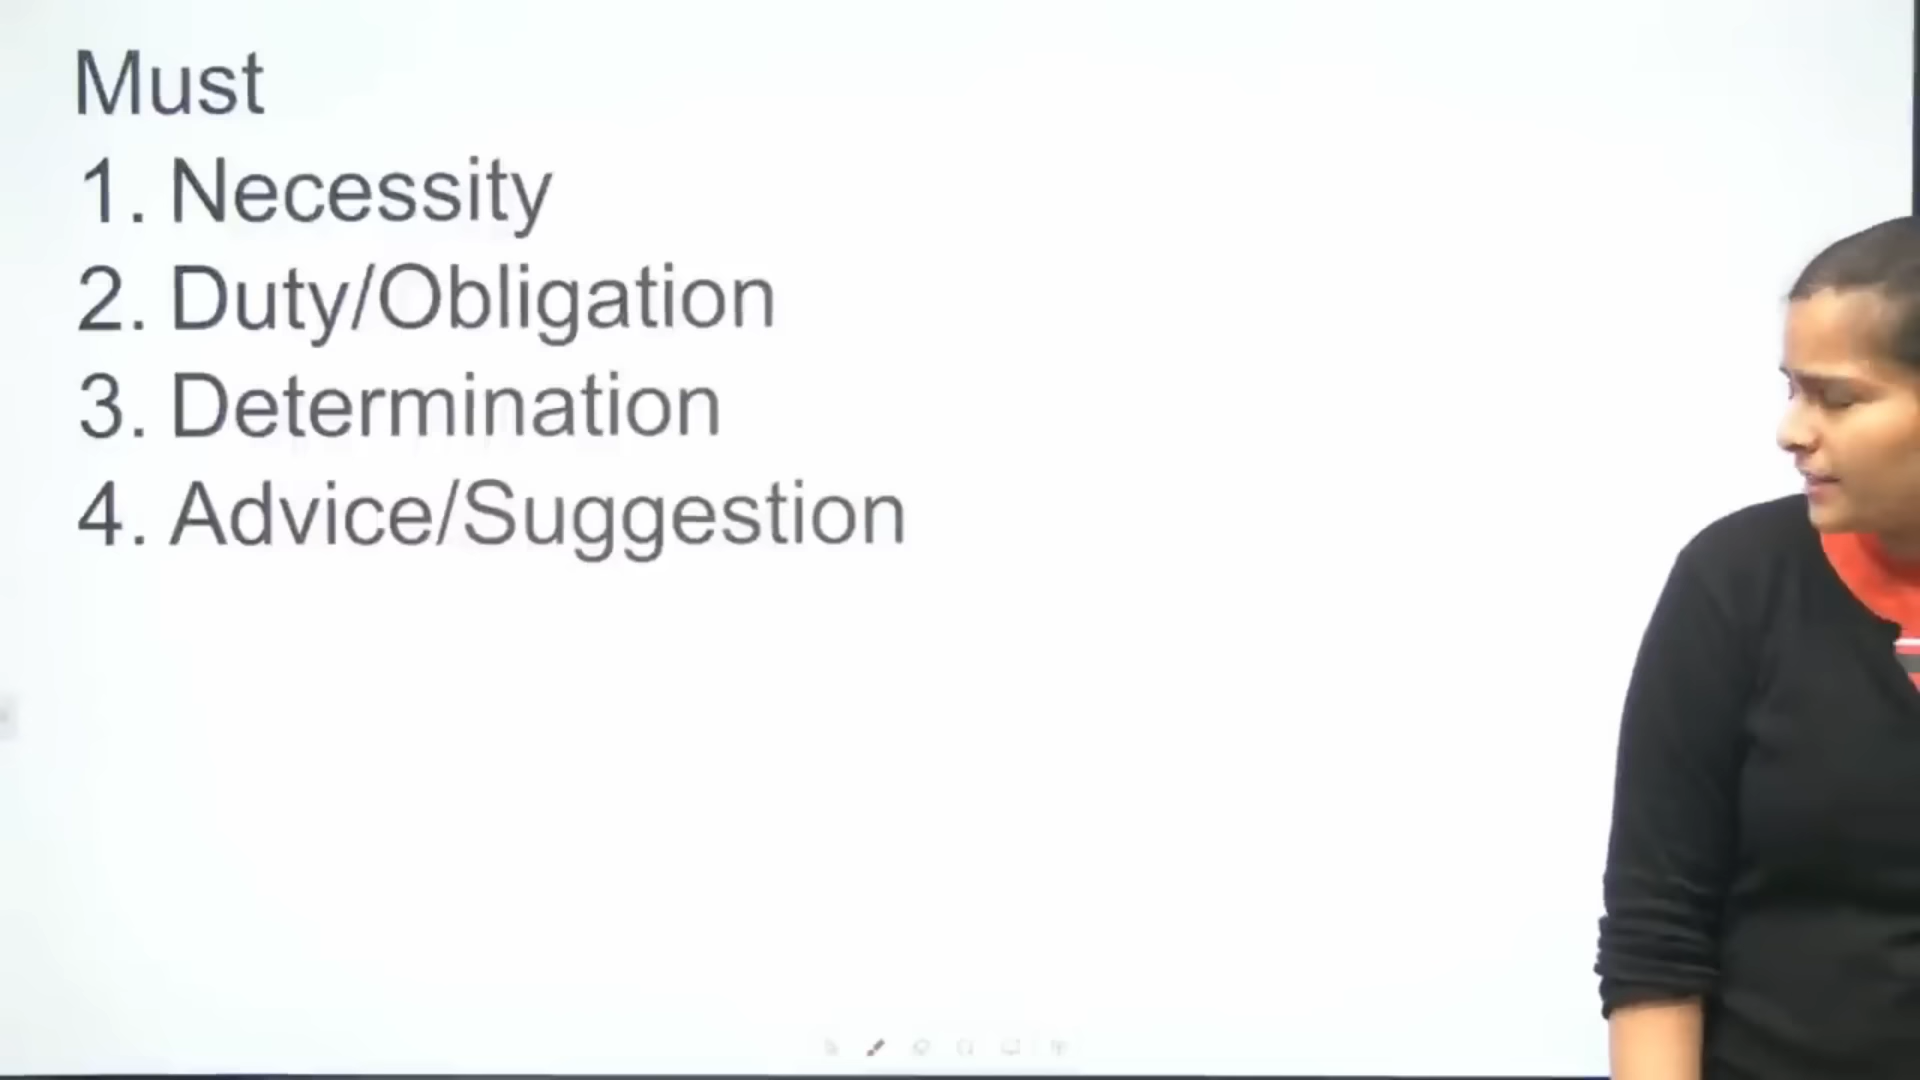 Must
1. Necessity
2. Duty/Obligation
3. Determination
4. Advice/Suggestion